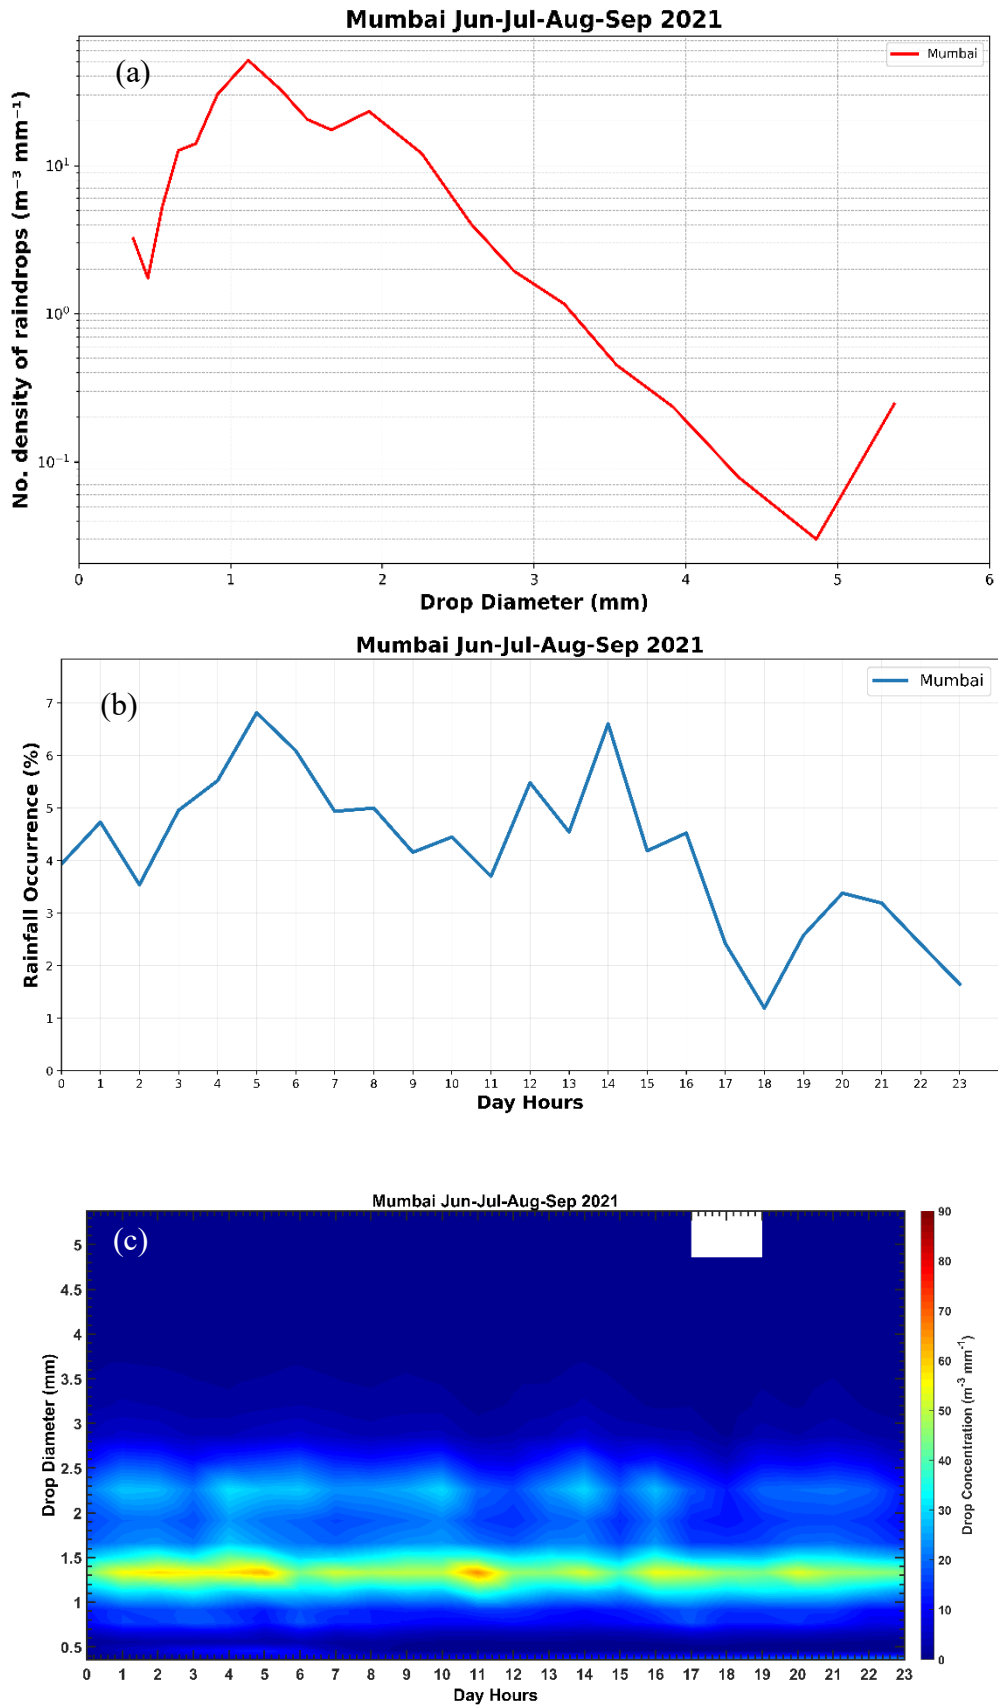 Mumbai Jun-Jul-Aug-Sep 2021
(a)
Mumbai
No. density of raindrops (m⁻³ mm⁻¹)
10¹
10⁰
10⁻¹
0 1 2 3 4 5 6
Drop Diameter (mm)
Mumbai Jun-Jul-Aug-Sep 2021
(b)
Mumbai
Rainfall Occurrence (%)
7
6
5
4
3
2
1
0
0 1 2 3 4 5 6 7 8 9 10 11 12 13 14 15 16 17 18 19 20 21 22 23
Day Hours
Mumbai Jun-Jul-Aug-Sep 2021
(c)
Drop Diameter (mm)
5
4.5
4
3.5
3
2.5
2
1.5
1
0.5
0 1 2 3 4 5 6 7 8 9 10 11 12 13 14 15 16 17 18 19 20 21 22 23
Day Hours
90
80
70
60
50
40
30
20
10
0
Drop Concentration (m⁻³ mm⁻¹)